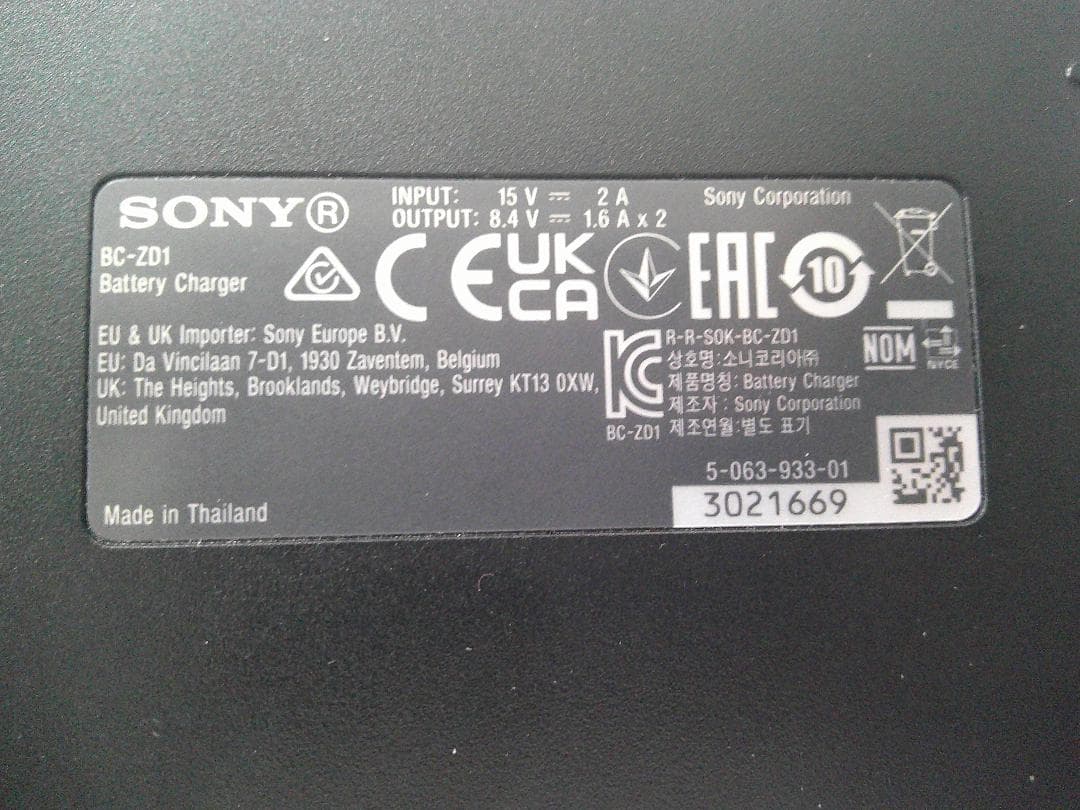 SONY®
INPUT: 15 V ⎓ 2 A
OUTPUT: 8.4 V ⎓ 1.6 A x 2
Sony Corporation
BC-ZD1
Battery Charger
CE
UK
CA
EAC
10
EU & UK Importer: Sony Europe B.V.
EU: Da Vincilaan 7-D1, 1930 Zaventem, Belgium
UK: The Heights, Brooklands, Weybridge, Surrey KT13 0XW,
United Kingdom
R-R-SOK-BC-ZD1
상호명:소니코리아㈜
제품명칭: Battery Charger
제조자 : Sony Corporation
제조연월:별도 표기
BC-ZD1
NOM
NYCE
5-063-933-01
3021669
Made in Thailand